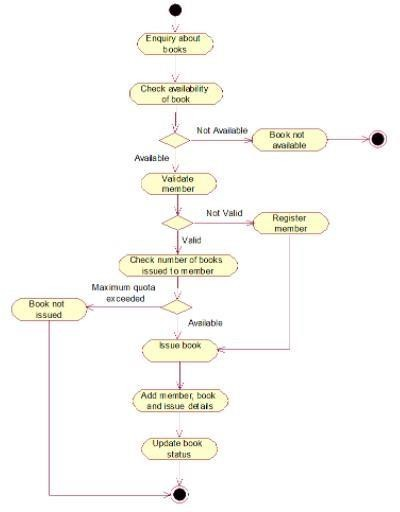 Enquiry about
books
Check availability
of book
Not Available
Book not
available
Available
Validate
member
Not Valid
Register
member
Valid
Check number of books
issued to member
Maximum quota
exceeded
Book not
issued
Available
Issue book
Add member, book
and issue details
Update book
status